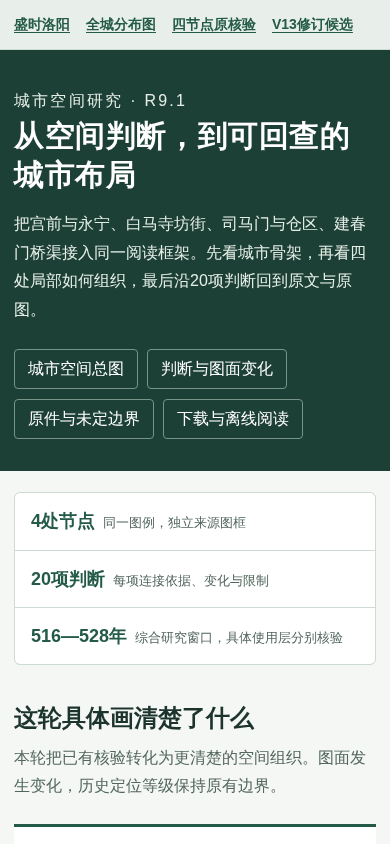 盛时洛阳 全城分布图 四节点原核验 V13修订候选
城市空间研究 · R9.1
从空间判断，到可回查的
城市布局
把宫前与永宁、白马寺坊街、司马门与仓区、建春
门桥渠接入同一阅读框架。先看城市骨架，再看四
处局部如何组织，最后沿20项判断回到原文与原
图。
城市空间总图 判断与图面变化
原件与未定边界 下载与离线阅读
4处节点 同一图例，独立来源图框
20项判断 每项连接依据、变化与限制
516—528年 综合研究窗口，具体使用层分别核验
这轮具体画清楚了什么
本轮把已有核验转化为更清楚的空间组织。图面发
生变化，历史定位等级保持原有边界。